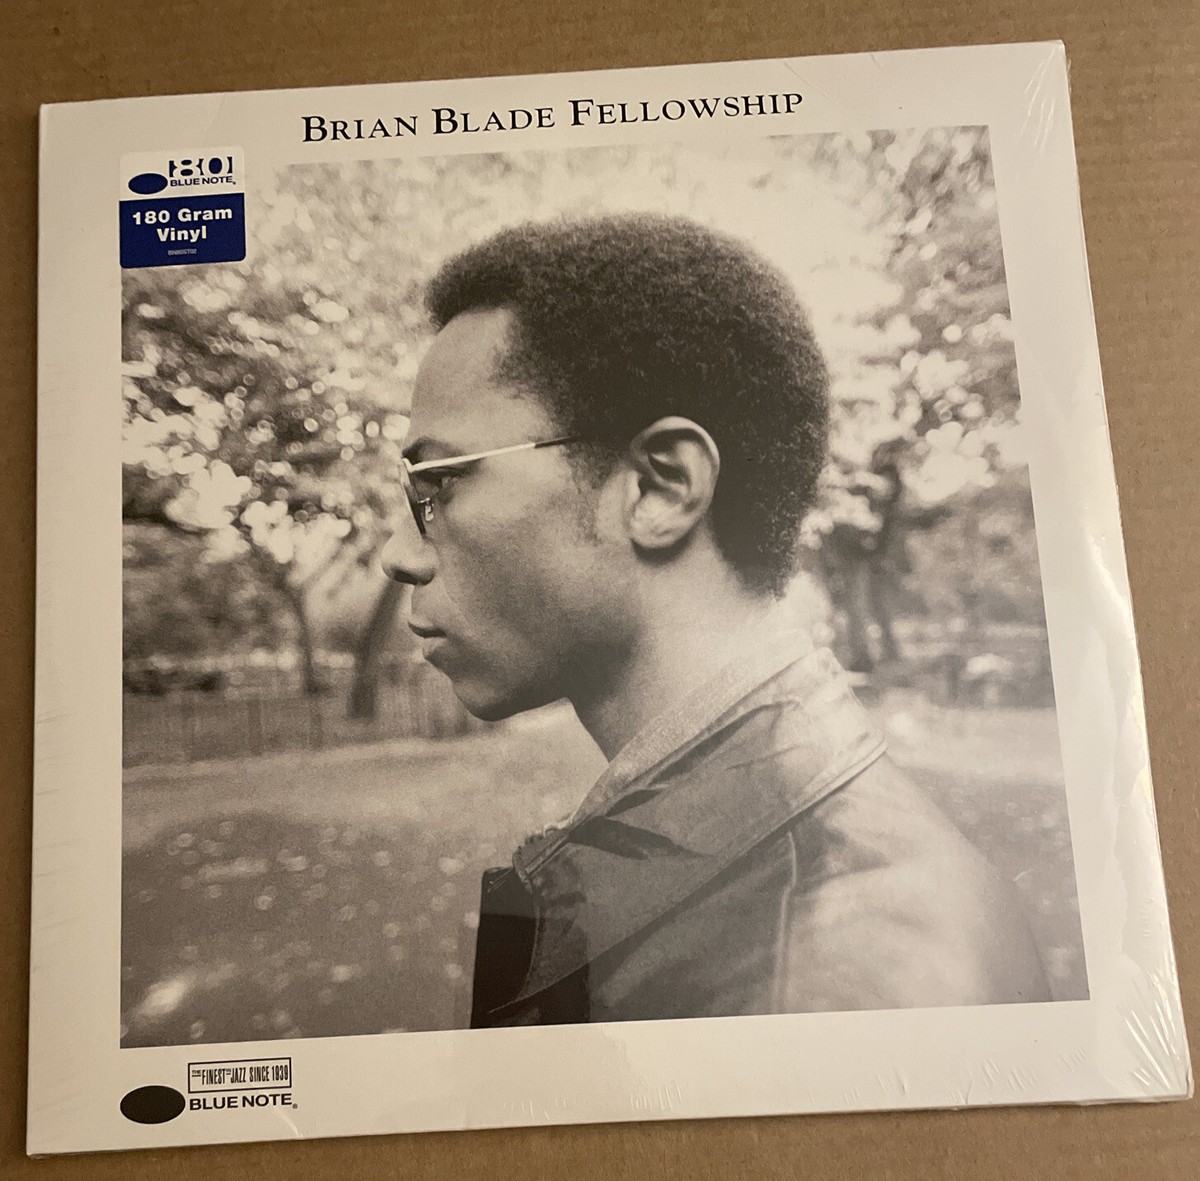 BRIAN BLADE FELLOWSHIP
80
BLUE NOTE®
180 Gram
Vinyl
THE FINEST IN JAZZ SINCE 1939
BLUE NOTE®